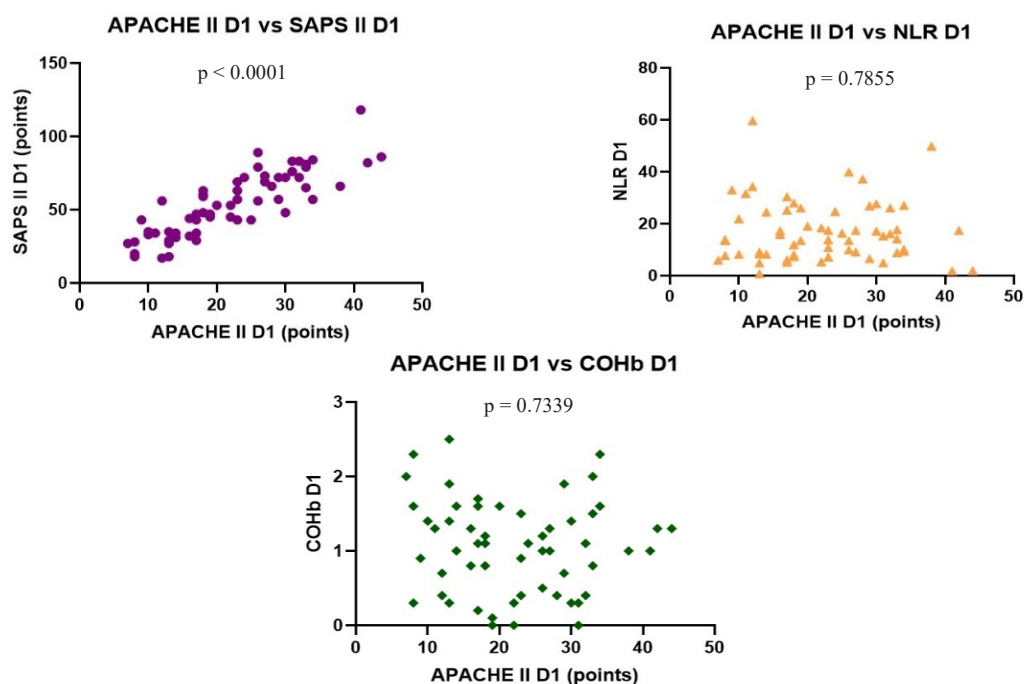 APACHE II D1 vs SAPS II D1
p < 0.0001
150
100
50
0
SAPS II D1 (points)
0 10 20 30 40 50
APACHE II D1 (points)
APACHE II D1 vs NLR D1
p = 0.7855
80
60
40
20
0
NLR D1
0 10 20 30 40 50
APACHE II D1 (points)
APACHE II D1 vs COHb D1
p = 0.7339
3
2
1
0
COHb D1
0 10 20 30 40 50
APACHE II D1 (points)